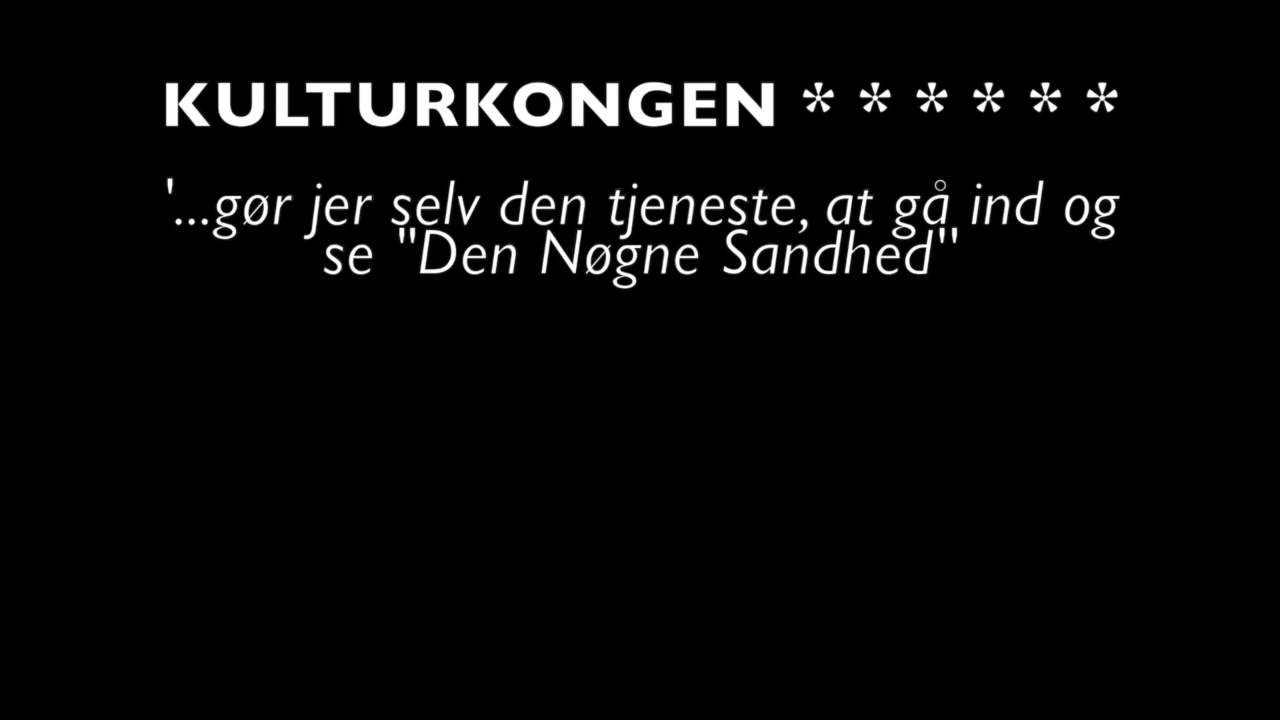 KULTURKONGEN * * * * * *
'...gør jer selv den tjeneste, at gå ind og
se "Den Nøgne Sandhed"